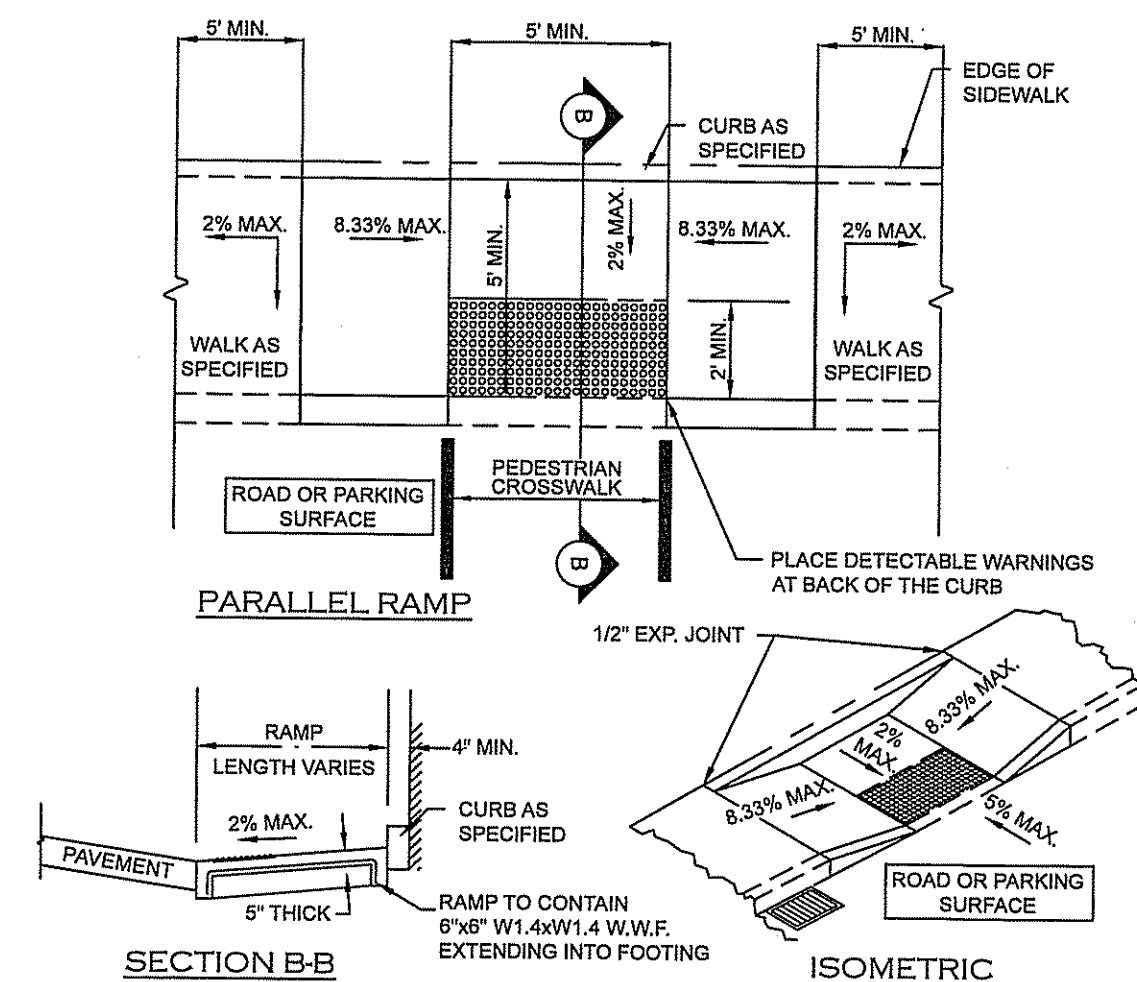 5' MIN.
5' MIN.
5' MIN.
EDGE OF
SIDEWALK
B
CURB AS
SPECIFIED
2% MAX.
8.33% MAX.
5' MIN.
2% MAX.
8.33% MAX.
2% MAX.
WALK AS
SPECIFIED
2' MIN.
WALK AS
SPECIFIED
PEDESTRIAN
CROSSWALK
ROAD OR PARKING
SURFACE
B
PLACE DETECTABLE WARNINGS
AT BACK OF THE CURB
PARALLEL RAMP
1/2" EXP. JOINT
RAMP
LENGTH VARIES
4" MIN.
2% MAX.
CURB AS
SPECIFIED
PAVEMENT
5" THICK
RAMP TO CONTAIN
6"x6" W1.4xW1.4 W.W.F.
EXTENDING INTO FOOTING
SECTION B-B
8.33% MAX.
2%
MAX.
8.33% MAX.
5% MAX.
ROAD OR PARKING
SURFACE
ISOMETRIC